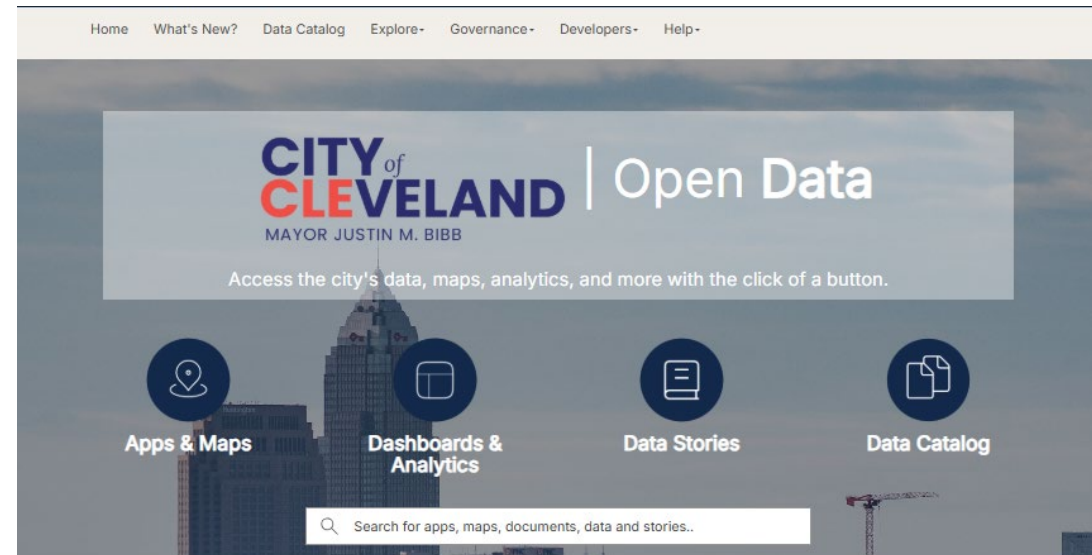 Home What's New? Data Catalog Explore- Governance- Developers- Help-
CITY of
CLEVELAND
MAYOR JUSTIN M. BIBB
| Open Data
Access the city's data, maps, analytics, and more with the click of a button.
Apps & Maps
Dashboards &
Analytics
Data Stories
Data Catalog
Search for apps, maps, documents, data and stories..